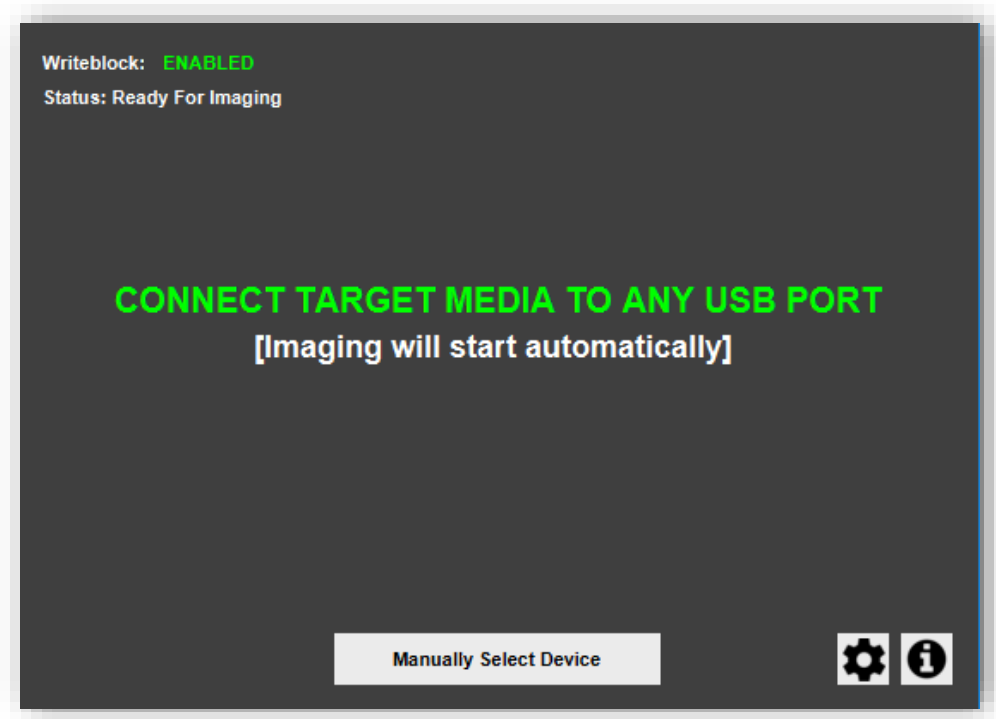 Writeblock: ENABLED
Status: Ready For Imaging
CONNECT TARGET MEDIA TO ANY USB PORT
[Imaging will start automatically]
Manually Select Device